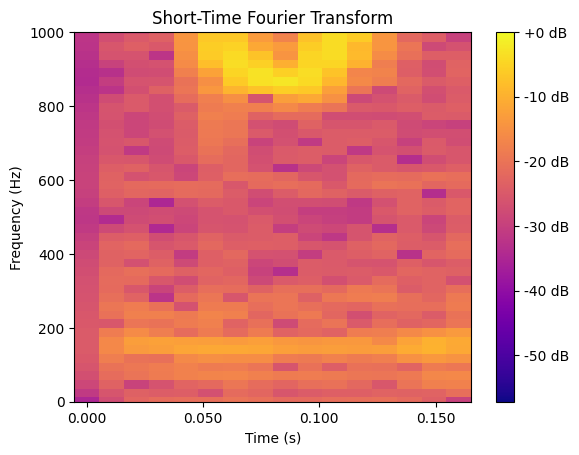 Short-Time Fourier Transform
1000
800
600
400
200
0
Frequency (Hz)
0.000
0.050
0.100
0.150
Time (s)
+0 dB
-10 dB
-20 dB
-30 dB
-40 dB
-50 dB